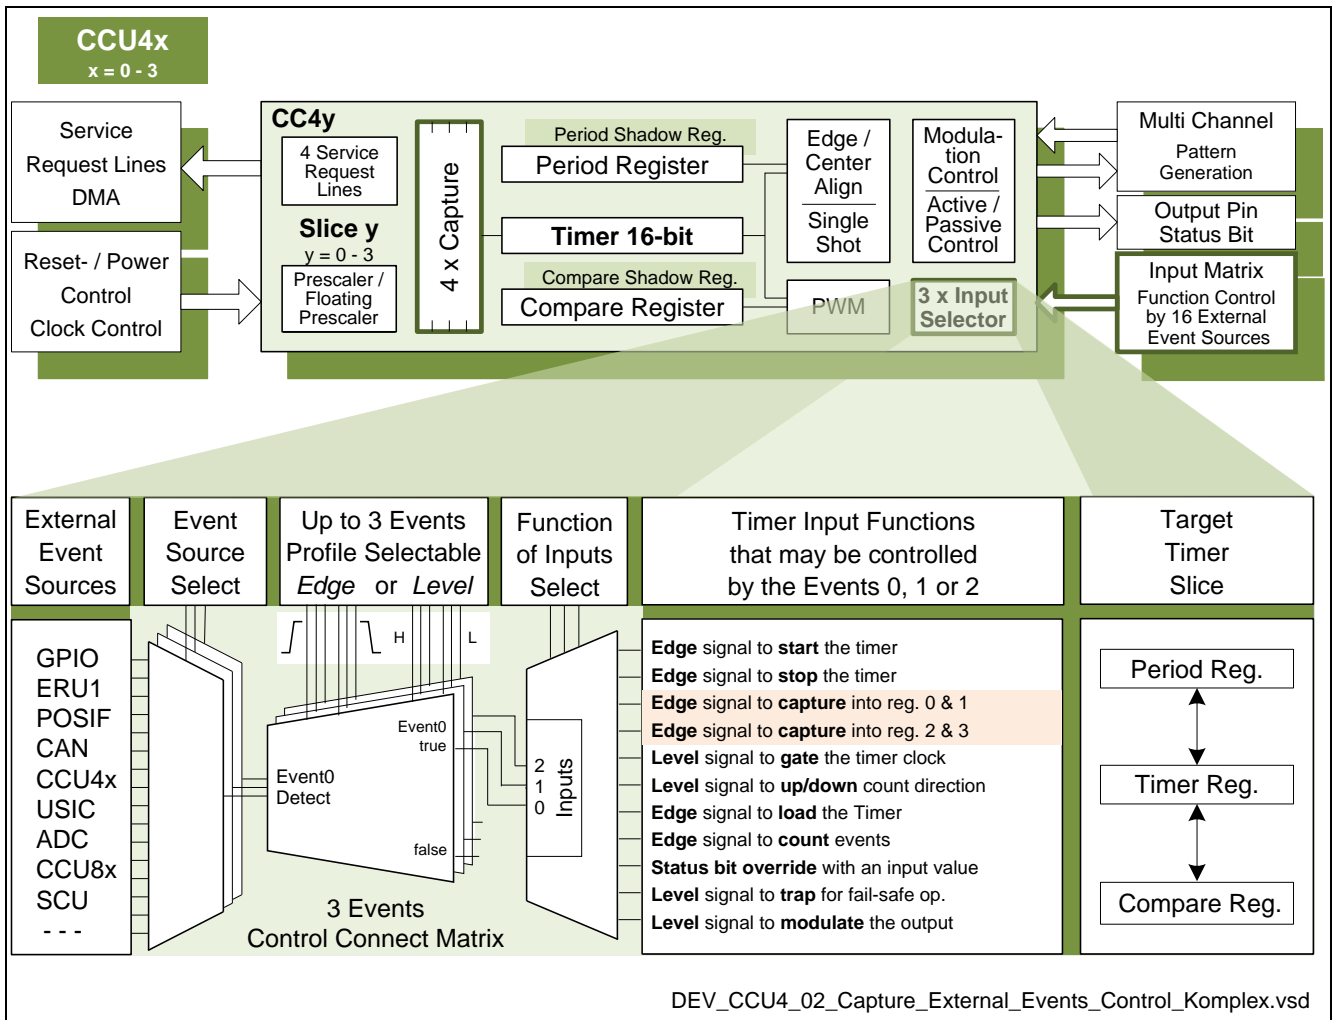 CCU4x
x = 0 - 3
Service
Request Lines
DMA
Reset- / Power
Control
Clock Control
CC4y
4 Service
Request
Lines
Slice y
y = 0 - 3
Prescaler /
Floating
Prescaler
4 x Capture
Period Shadow Reg.
Period Register
Timer 16-bit
Compare Shadow Reg.
Compare Register
Edge /
Center
Align
Single
Shot
PWM
Modula-
tion
Control
Active /
Passive
Control
3 x Input
Selector
Multi Channel
Pattern
Generation
Output Pin
Status Bit
Input Matrix
Function Control
by 16 External
Event Sources
External
Event
Sources
Event
Source
Select
Up to 3 Events
Profile Selectable
Edge or Level
Function
of Inputs
Select
Timer Input Functions
that may be controlled
by the Events 0, 1 or 2
Target
Timer
Slice
GPIO
ERU1
POSIF
CAN
CCU4x
USIC
ADC
CCU8x
SCU
- - -
H
L
Event0
Detect
Event0
true
false
2
1
0
Inputs
3 Events
Control Connect Matrix
Edge signal to start the timer
Edge signal to stop the timer
Edge signal to capture into reg. 0 & 1
Edge signal to capture into reg. 2 & 3
Level signal to gate the timer clock
Level signal to up/down count direction
Edge signal to load the Timer
Edge signal to count events
Status bit override with an input value
Level signal to trap for fail-safe op.
Level signal to modulate the output
Period Reg.
Timer Reg.
Compare Reg.
DEV_CCU4_02_Capture_External_Events_Control_Komplex.vsd